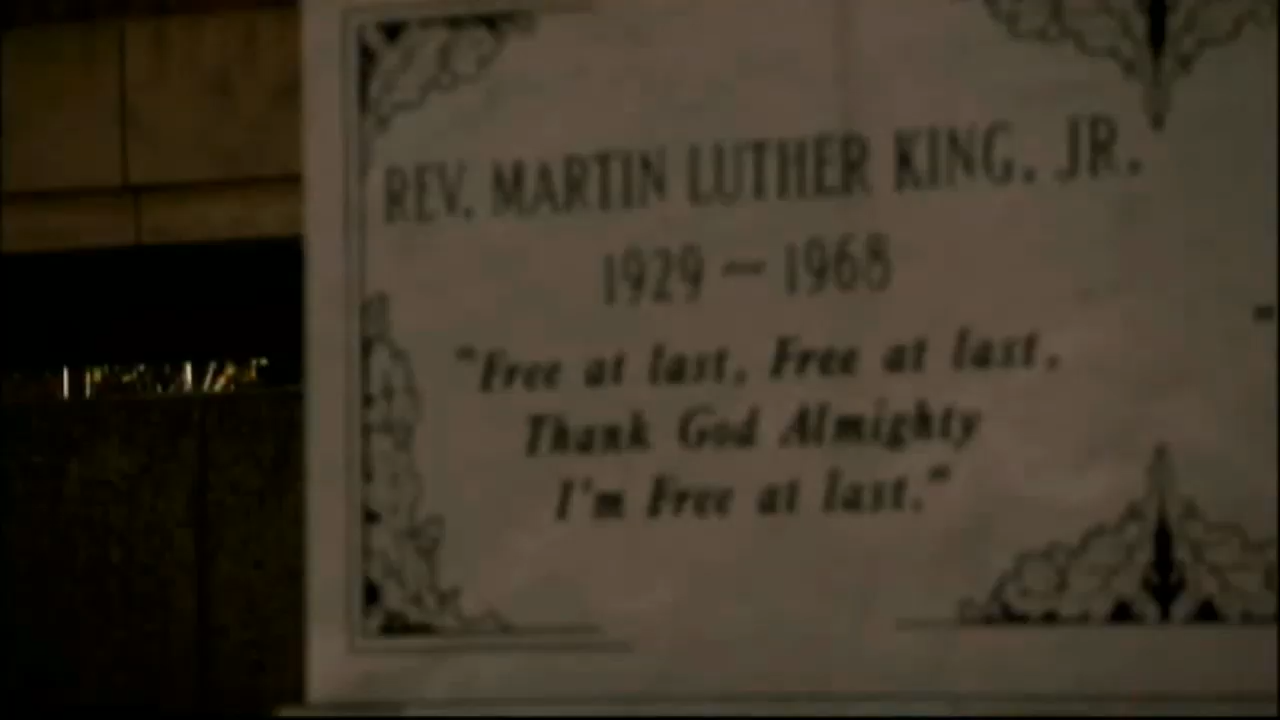 REV. MARTIN LUTHER KING, JR.
1929 — 1968
"Free at last, Free at last,
Thank God Almighty
I'm Free at last."